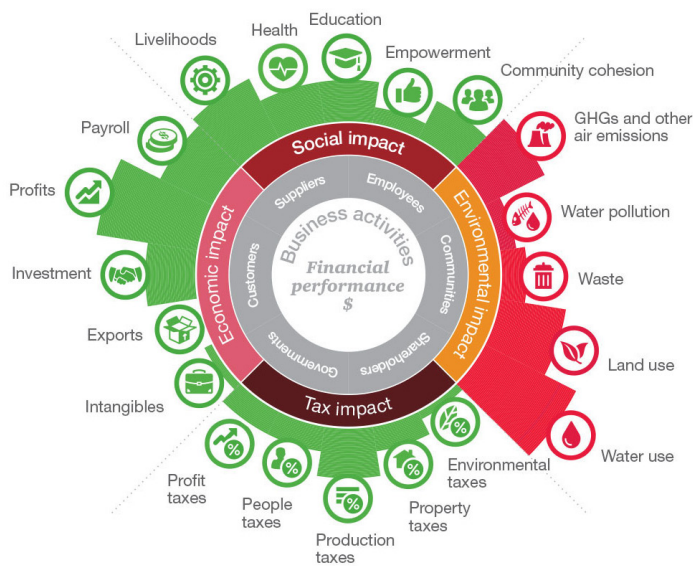 Education
Health
Livelihoods
Empowerment
Community cohesion
Payroll
GHGs and other
air emissions
Profits
Water pollution
Investment
Waste
Exports
Land use
Intangibles
Water use
Profit
taxes
People
taxes
Production
taxes
Property
taxes
Environmental
taxes
Social impact
Environmental impact
Tax impact
Economic impact
Suppliers
Employees
Communities
Shareholders
Governments
Customers
Business activities
Financial
performance
$
$
%
%
%
%
%